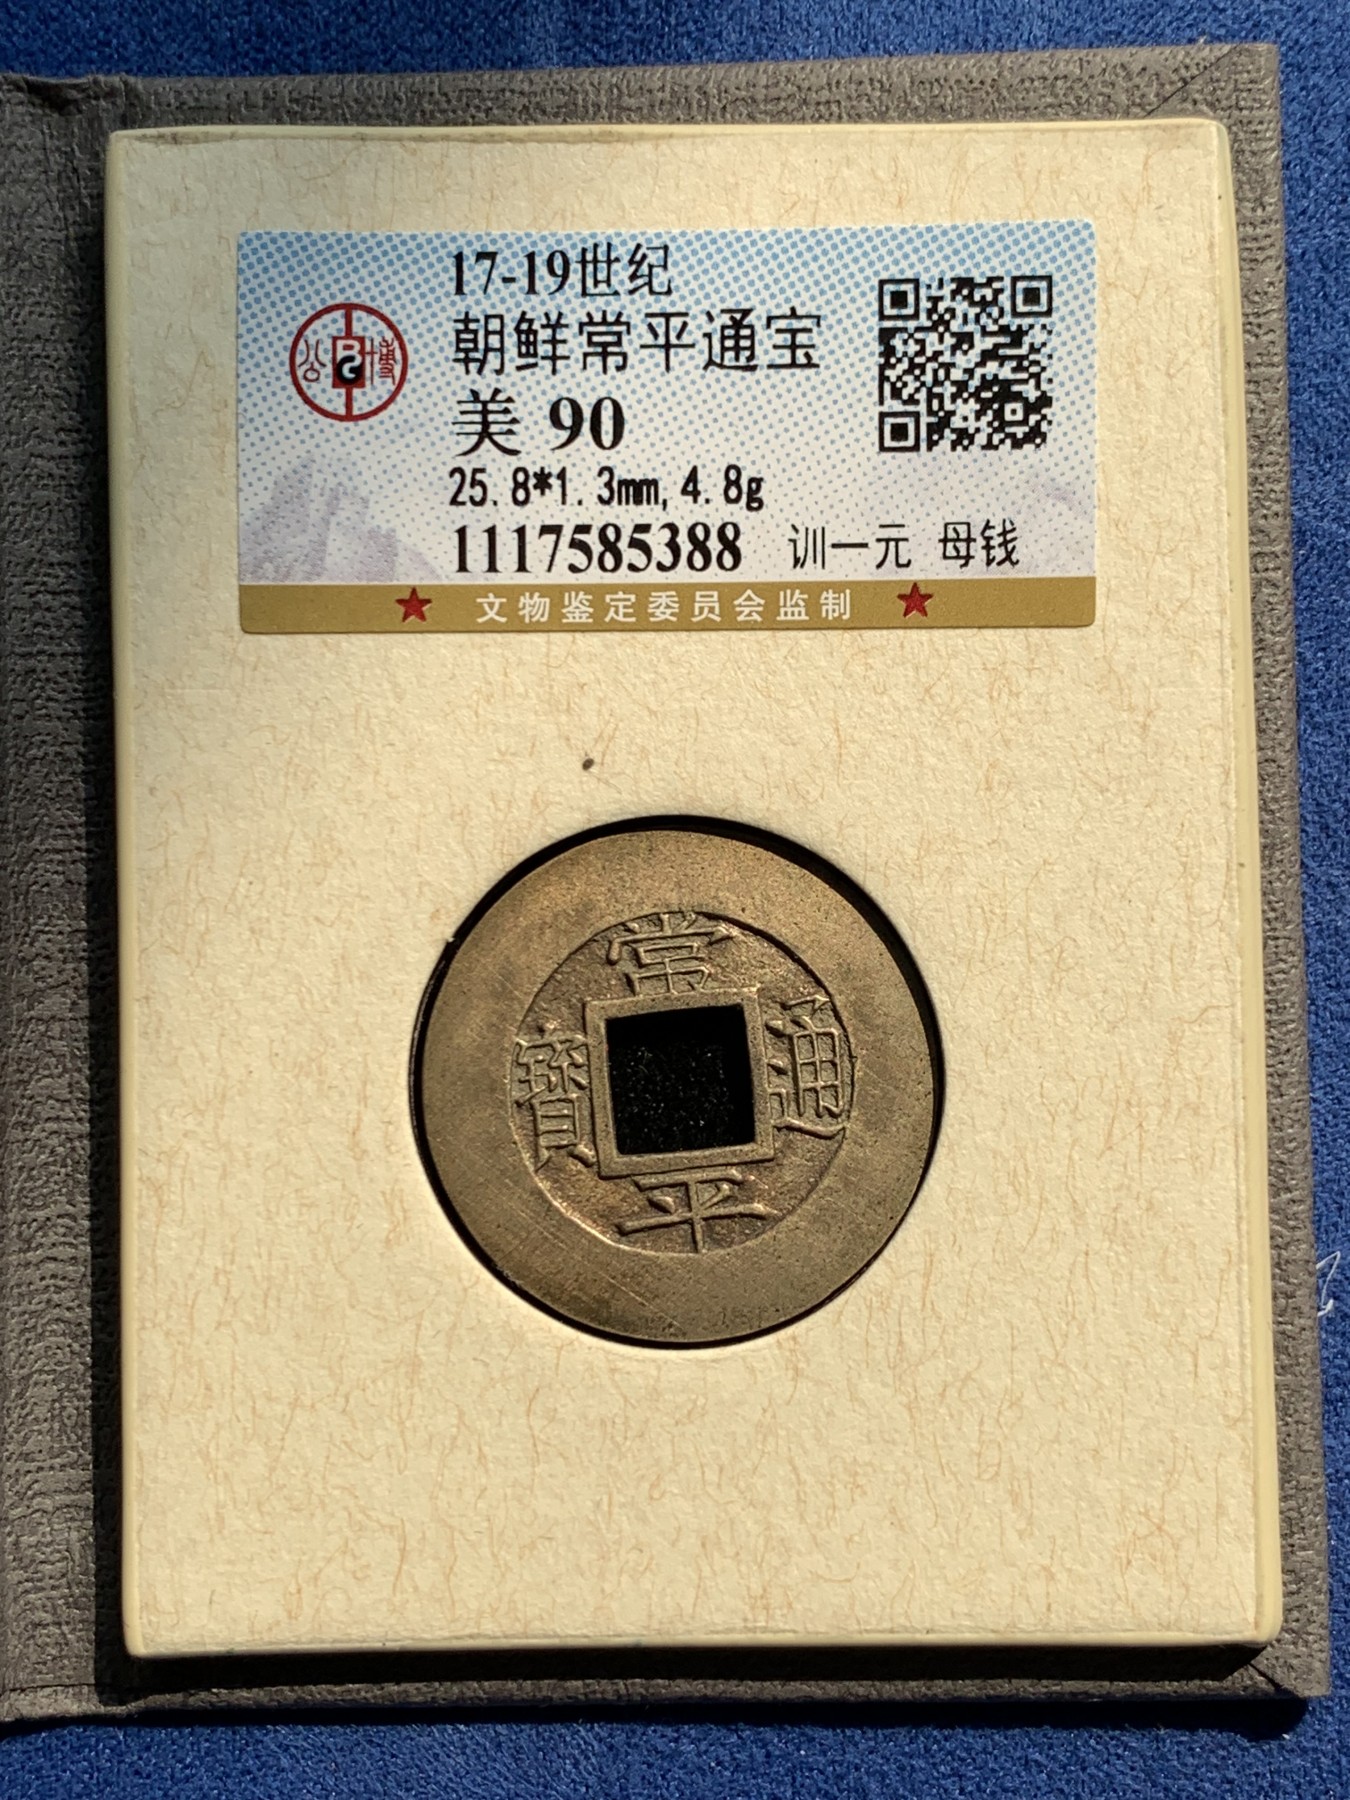 17-19世纪
朝鲜常平通宝
美 90
25.8*1.3mm,4.8g
1117585388 训一元 母钱
公 博
文物鉴定委员会监制
常
寶 通
平